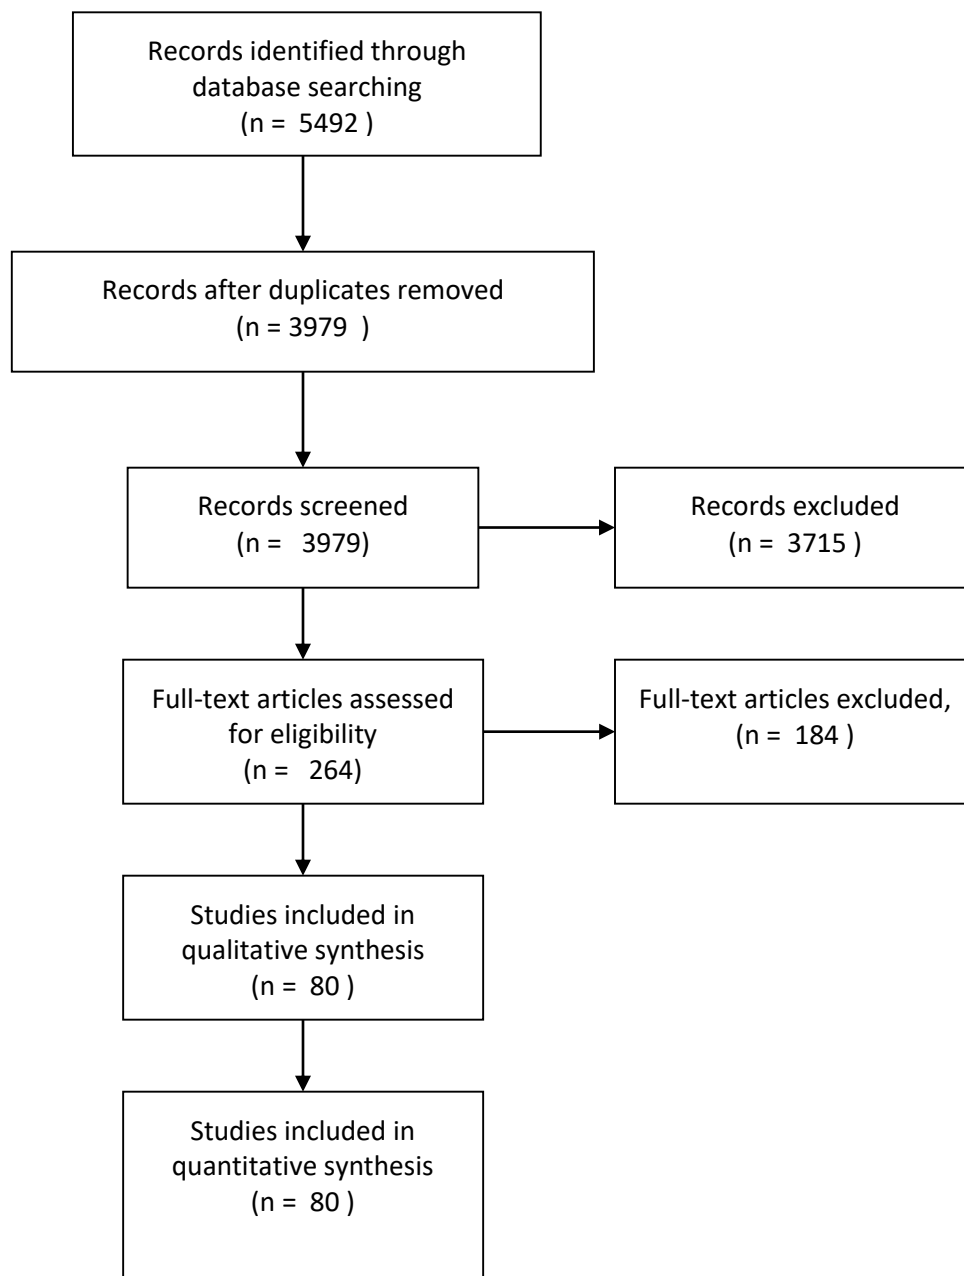 Records identified through
database searching
(n =  5492 )
Records after duplicates removed
(n = 3979  )
Records screened
(n =   3979)
Records excluded
(n =  3715 )
Full-text articles assessed
for eligibility
(n =   264)
Full-text articles excluded,
(n =  184 )
Studies included in
qualitative synthesis
(n =  80 )
Studies included in
quantitative synthesis
(n =  80 )